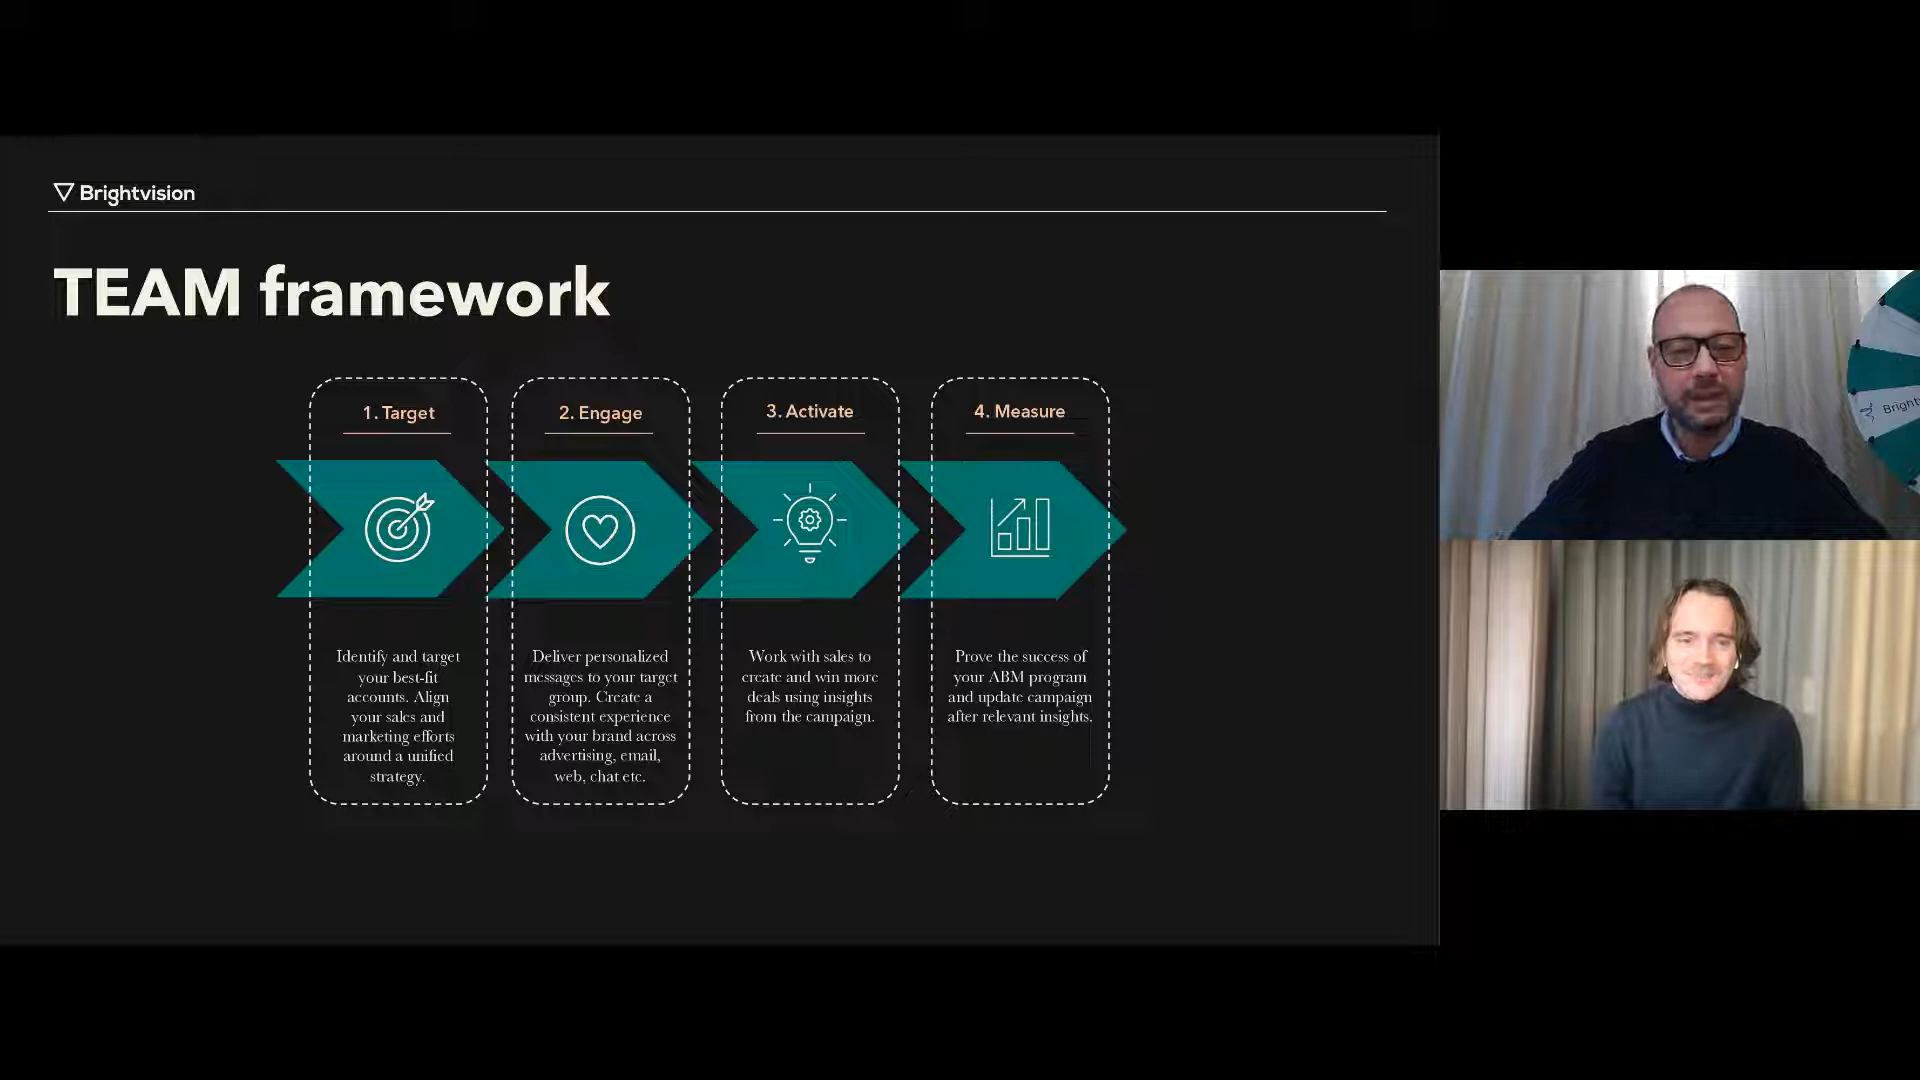 Brightvision
TEAM framework
1. Target
Identify and target
your best-fit
accounts. Align
your sales and
marketing efforts
around a unified
strategy.
2. Engage
Deliver personalized
messages to your target
group. Create a
consistent experience
with your brand across
advertising, email,
web, chat etc.
3. Activate
Work with sales to
create and win more
deals using insights
from the campaign.
4. Measure
Prove the success of
your ABM program
and update campaign
after relevant insights.
Bright